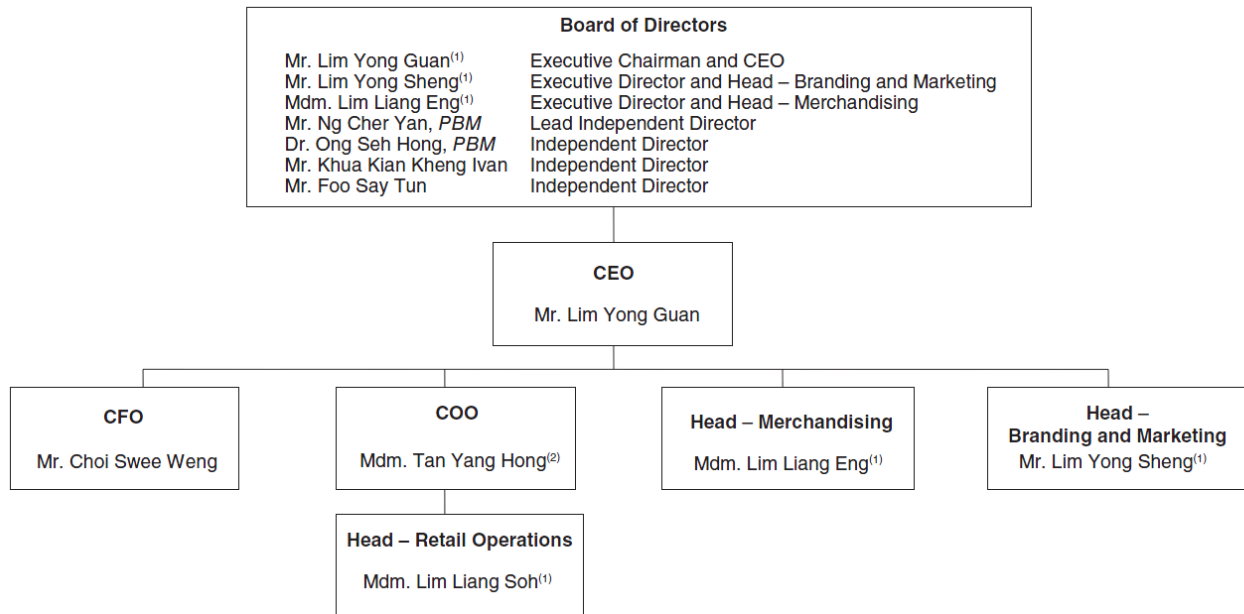 Board of Directors
Mr. Lim Yong Guan(1) Executive Chairman and CEO
Mr. Lim Yong Sheng(1) Executive Director and Head – Branding and Marketing
Mdm. Lim Liang Eng(1) Executive Director and Head – Merchandising
Mr. Ng Cher Yan, PBM Lead Independent Director
Dr. Ong Seh Hong, PBM Independent Director
Mr. Khua Kian Kheng Ivan Independent Director
Mr. Foo Say Tun Independent Director
CEO
Mr. Lim Yong Guan
CFO
Mr. Choi Swee Weng
COO
Mdm. Tan Yang Hong(2)
Head – Merchandising
Mdm. Lim Liang Eng(1)
Head –
Branding and Marketing
Mr. Lim Yong Sheng(1)
Head – Retail Operations
Mdm. Lim Liang Soh(1)